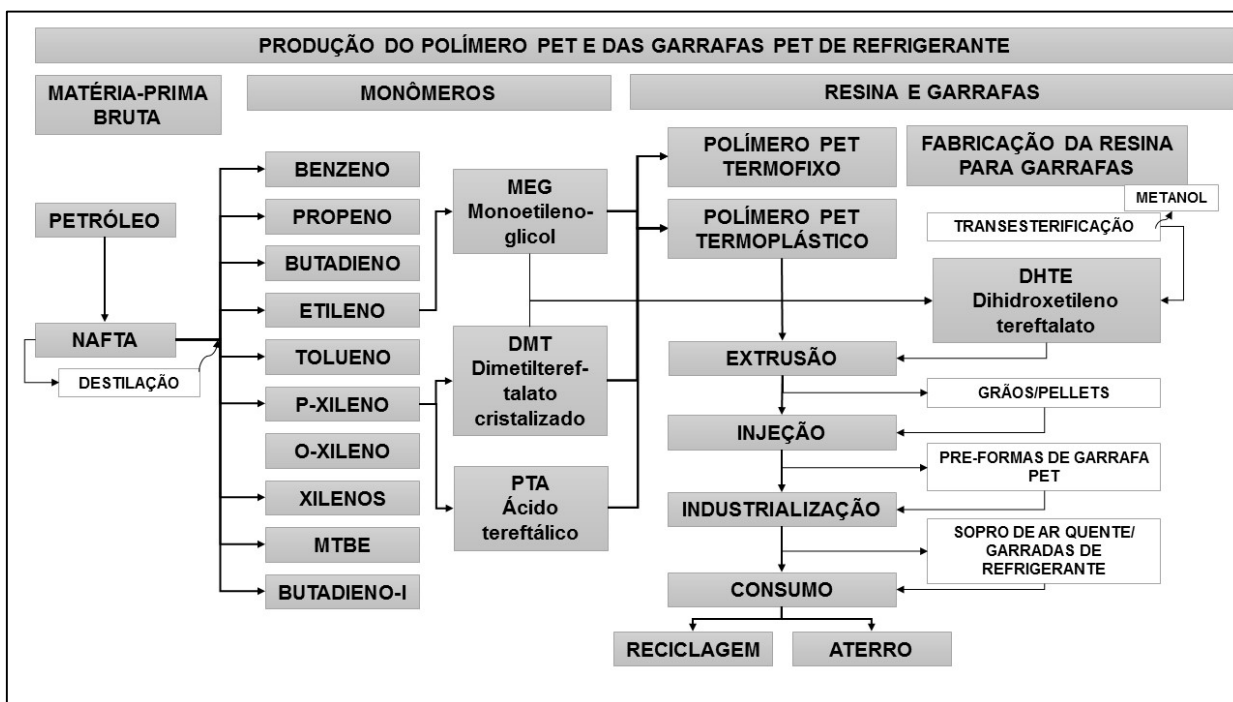 PRODUÇÃO DO POLÍMERO PET E DAS GARRAFAS PET DE REFRIGERANTE
MATÉRIA-PRIMA
BRUTA
MONÔMEROS
RESINA E GARRAFAS
PETRÓLEO
NAFTA
DESTILAÇÃO
BENZENO
PROPENO
BUTADIENO
ETILENO
TOLUENO
P-XILENO
O-XILENO
XILENOS
MTBE
BUTADIENO-I
MEG
Monoetileno-
glicol
DMT
Dimetilteref-
talato
cristalizado
PTA
Ácido
tereftálico
POLÍMERO PET
TERMOFIXO
POLÍMERO PET
TERMOPLÁSTICO
EXTRUSÃO
INJEÇÃO
INDUSTRIALIZAÇÃO
CONSUMO
RECICLAGEM
ATERRO
FABRICAÇÃO DA RESINA
PARA GARRAFAS
METANOL
TRANSESTERIFICAÇÃO
DHTE
Dihidroxetileno
tereftalato
GRÃOS/PELLETS
PRE-FORMAS DE GARRAFA
PET
SOPRO DE AR QUENTE/
GARRADAS DE
REFRIGERANTE